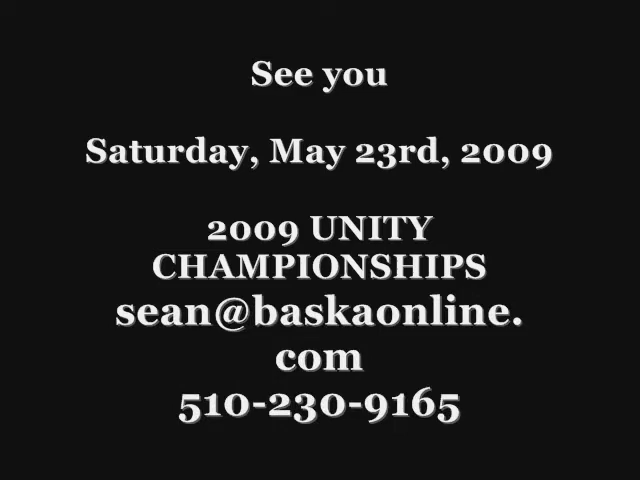 See you
Saturday, May 23rd, 2009
2009 UNITY
CHAMPIONSHIPS
sean@baskaonline.
com
510-230-9165